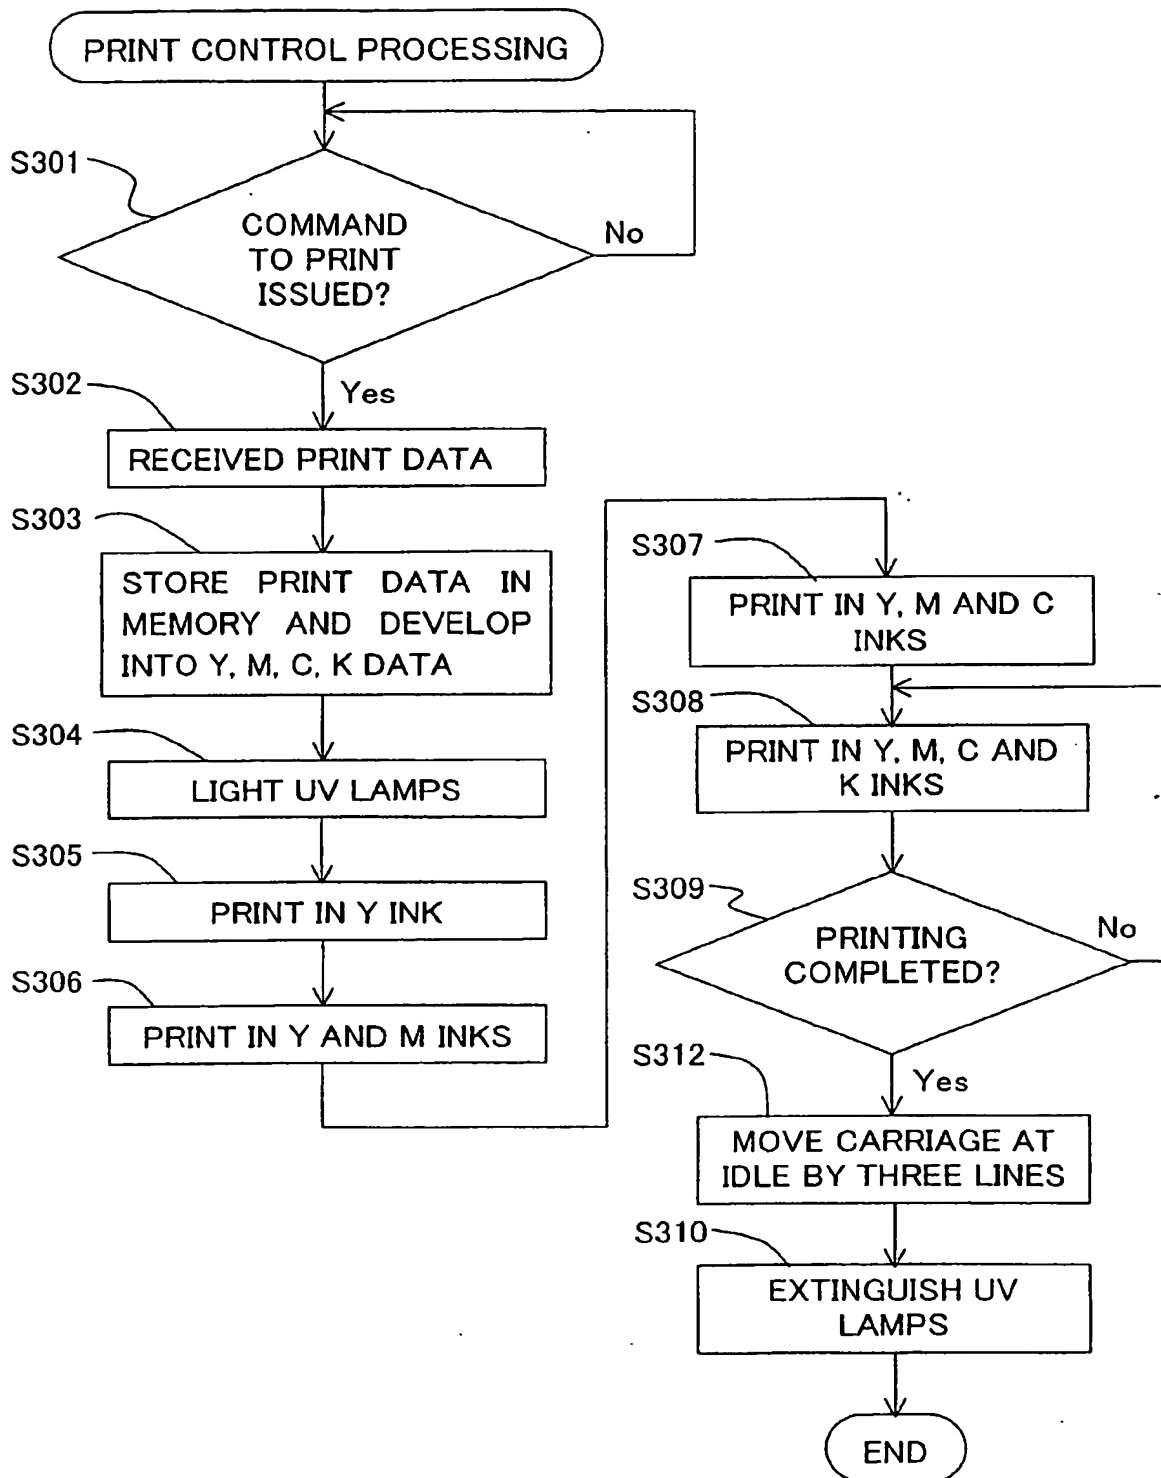 PRINT CONTROL PROCESSING
S301
COMMAND
TO PRINT
ISSUED?
No
Yes
S302
RECEIVED PRINT DATA
S303
STORE PRINT DATA IN
MEMORY AND DEVELOP
INTO Y, M, C, K DATA
S304
LIGHT UV LAMPS
S305
PRINT IN Y INK
S306
PRINT IN Y AND M INKS
S307
PRINT IN Y, M AND C
INKS
S308
PRINT IN Y, M, C AND
K INKS
S309
PRINTING
COMPLETED?
No
Yes
S312
MOVE CARRIAGE AT
IDLE BY THREE LINES
S310
EXTINGUISH UV
LAMPS
END